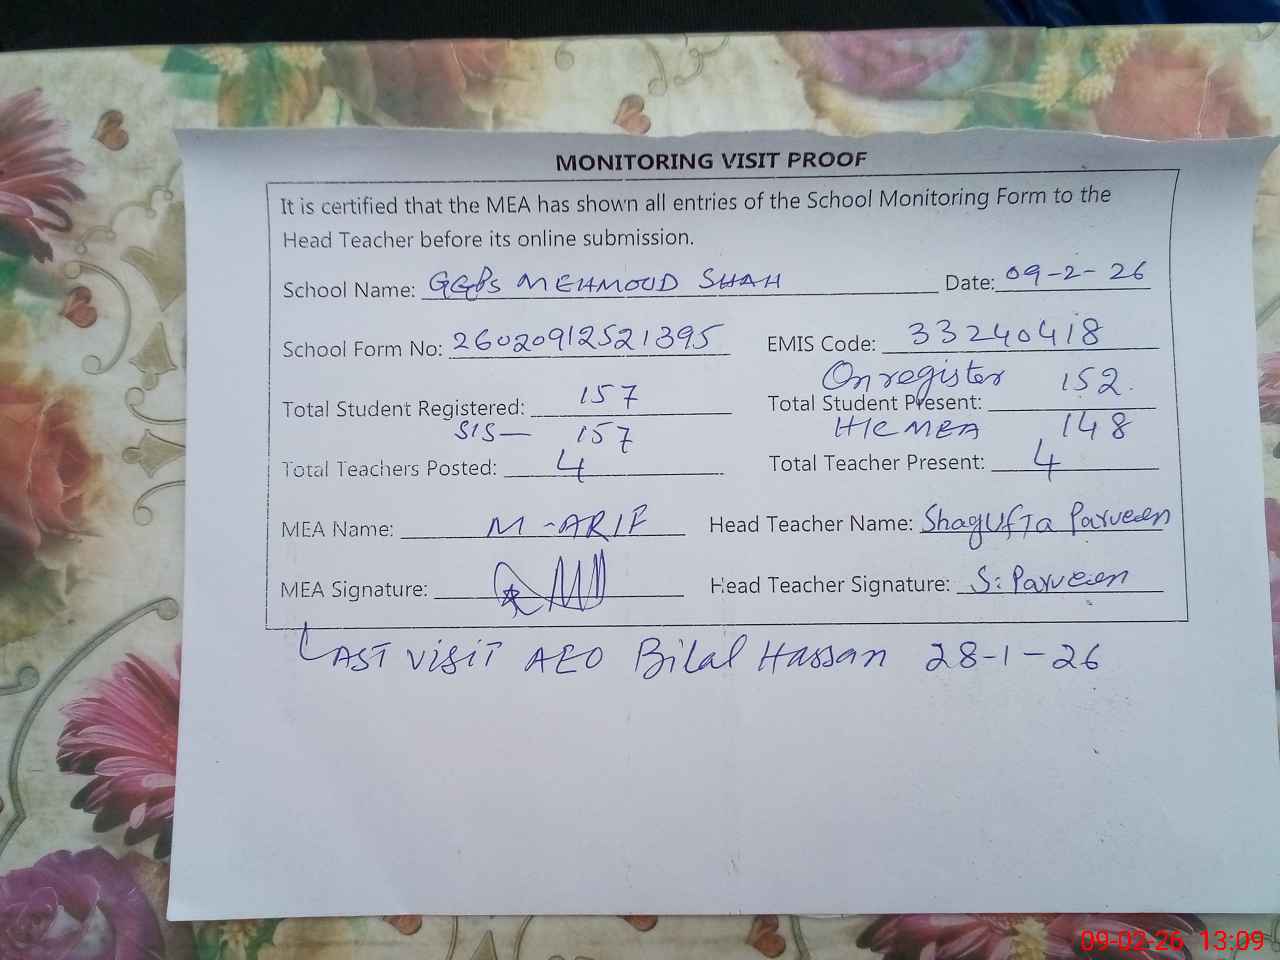 MONITORING VISIT PROOF
It is certified that the MEA has shown all entries of the School Monitoring Form to the
Head Teacher before its online submission.
School Name: GGPS MEHMOOD SHAH Date: 09-2-26
School Form No: 26020912521395 EMIS Code: 33240418
On register 152.
Total Student Registered: 157 Total Student Present:
SIS- 157 HC MEA 148
Total Teachers Posted: 4 Total Teacher Present: 4
MEA Name: M-ARIF Head Teacher Name: Shagufta Parveen
MEA Signature: Head Teacher Signature: S: Parveen
LAST VISIT AEO Bilal Hassan 28-1-26
09-02-26 13:09